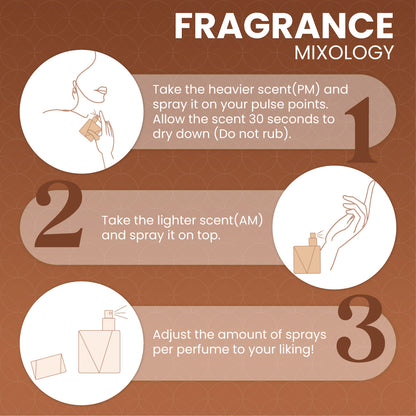 FRAGRANCE
MIXOLOGY
Take the heavier scent(PM) and
spray it on your pulse points.
Allow the scent 30 seconds to
dry down (Do not rub).
1
2
Take the lighter scent(AM)
and spray it on top.
3
Adjust the amount of sprays
per perfume to your liking!